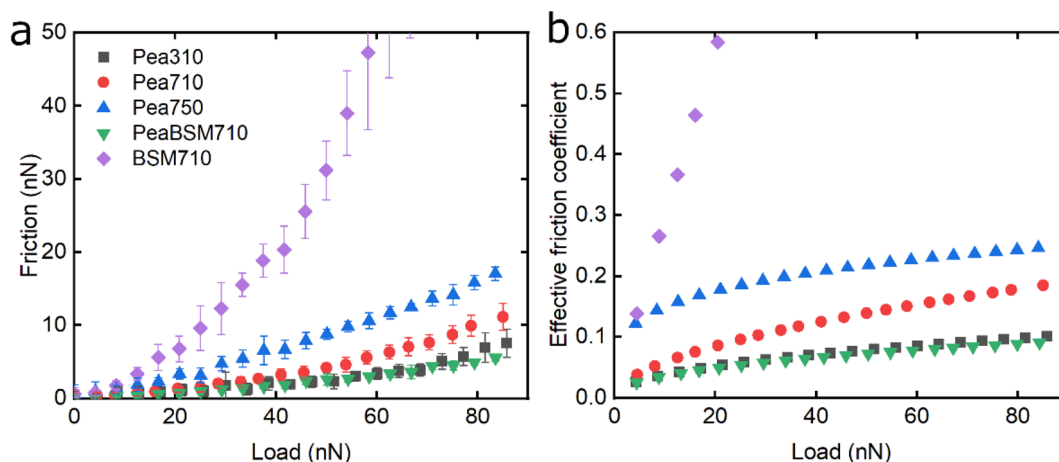 a
50
40
30
20
10
0
Friction (nN)
Pea310
Pea710
Pea750
PeaBSM710
BSM710
0 20 40 60 80
Load (nN)
b
0.6
0.5
0.4
0.3
0.2
0.1
0.0
Effective friction coefficient
0 20 40 60 80
Load (nN)